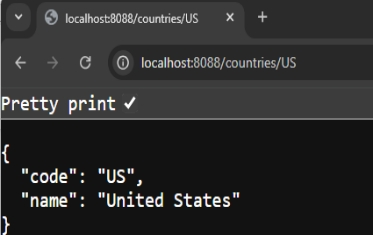 localhost:8088/countries/US
localhost:8088/countries/US
Pretty print ✓
{
"code": "US",
"name": "United States"
}